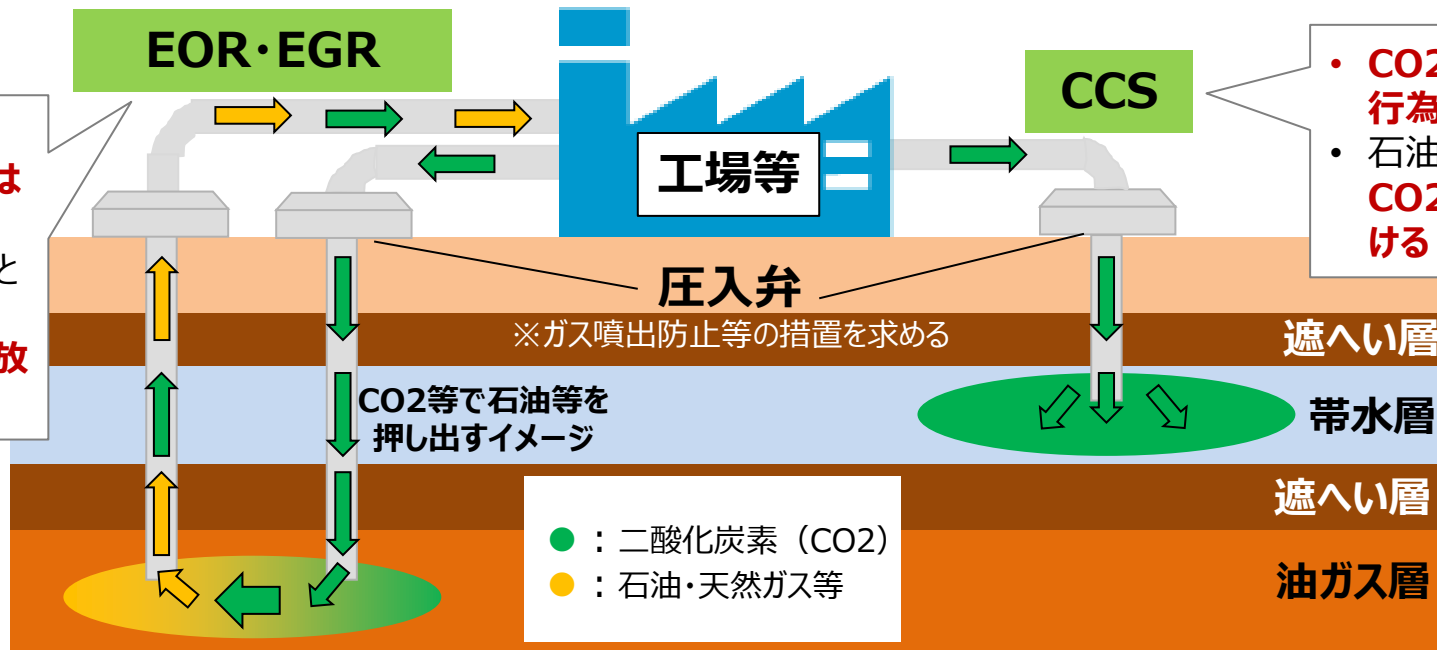 EOR・EGR
は
と
放
工場等
CCS
• CO2
行為
• 石油
CO2
ける
圧入弁
※ガス噴出防止等の措置を求める
遮へい層
CO2等で石油等を
押し出すイメージ
帯水層
遮へい層
●：二酸化炭素（CO2）
●：石油・天然ガス等
油ガス層